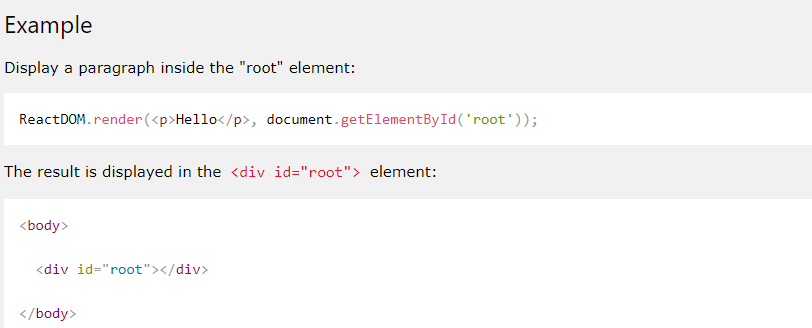 Example
Display a paragraph inside the "root" element:
ReactDOM.render(<p>Hello</p>, document.getElementById('root'));
The result is displayed in the <div id="root"> element:
<body>
<div id="root"></div>
</body>